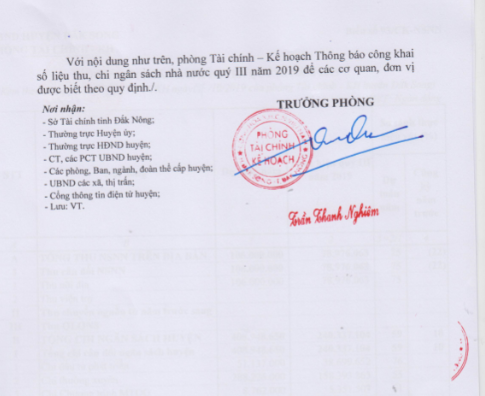 Với nội dung như trên, phòng Tài chính – Kế hoạch Thông báo công khai
số liệu thu, chi ngân sách nhà nước quý III năm 2019 để các cơ quan, đơn vị
được biết theo quy định./.
Nơi nhận:
- Sở Tài chính tỉnh Đắk Nông;
- Thường trực Huyện ủy;
- Thường trực HĐND huyện;
- CT, các PCT UBND huyện;
- Các phòng, Ban, ngành, đoàn thể cấp huyện;
- UBND các xã, thị trấn;
- Cổng thông tin điện tử huyện;
- Lưu: VT.
TRƯỞNG PHÒNG
PHÒNG
TÀI CHÍNH
KẾ HOẠCH
Trần Thanh Nghiêm